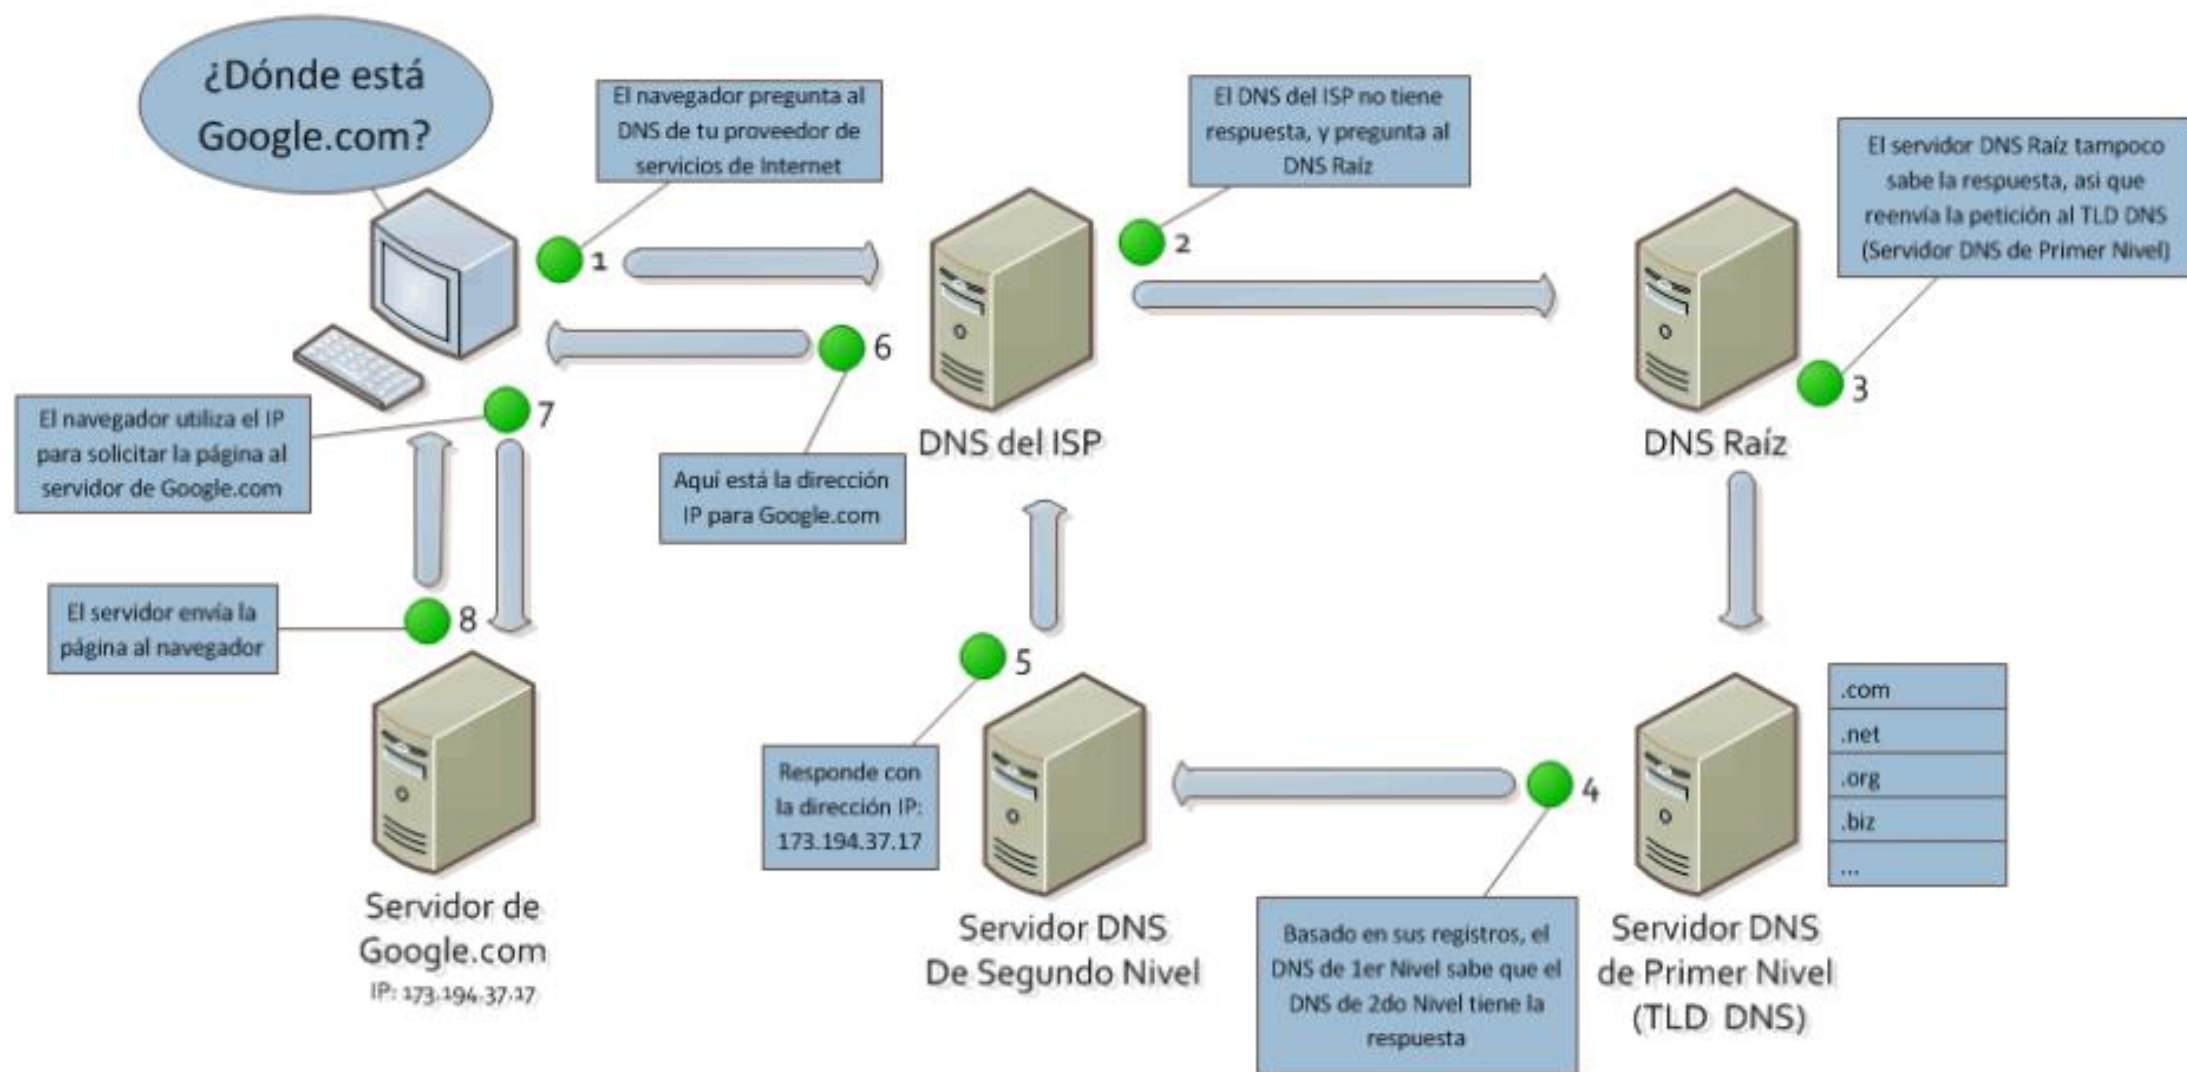 ¿Dónde está
Google.com?
El navegador pregunta al
DNS de tu proveedor de
servicios de Internet
1
El DNS del ISP no tiene
respuesta, y pregunta al
DNS Raíz
2
El servidor DNS Raíz tampoco
sabe la respuesta, asi que
reenvía la petición al TLD DNS
(Servidor DNS de Primer Nivel)
3
6
DNS del ISP
DNS Raíz
El navegador utiliza el IP
para solicitar la página al
servidor de Google.com
7
Aquí está la dirección
IP para Google.com
El servidor envía la
página al navegador
8
5
Responde con
la dirección IP:
173.194.37.17
4
.com
.net
.org
.biz
...
Servidor de
Google.com
IP: 173.194.37.17
Servidor DNS
De Segundo Nivel
Basado en sus registros, el
DNS de 1er Nivel sabe que el
DNS de 2do Nivel tiene la
respuesta
Servidor DNS
de Primer Nivel
(TLD DNS)